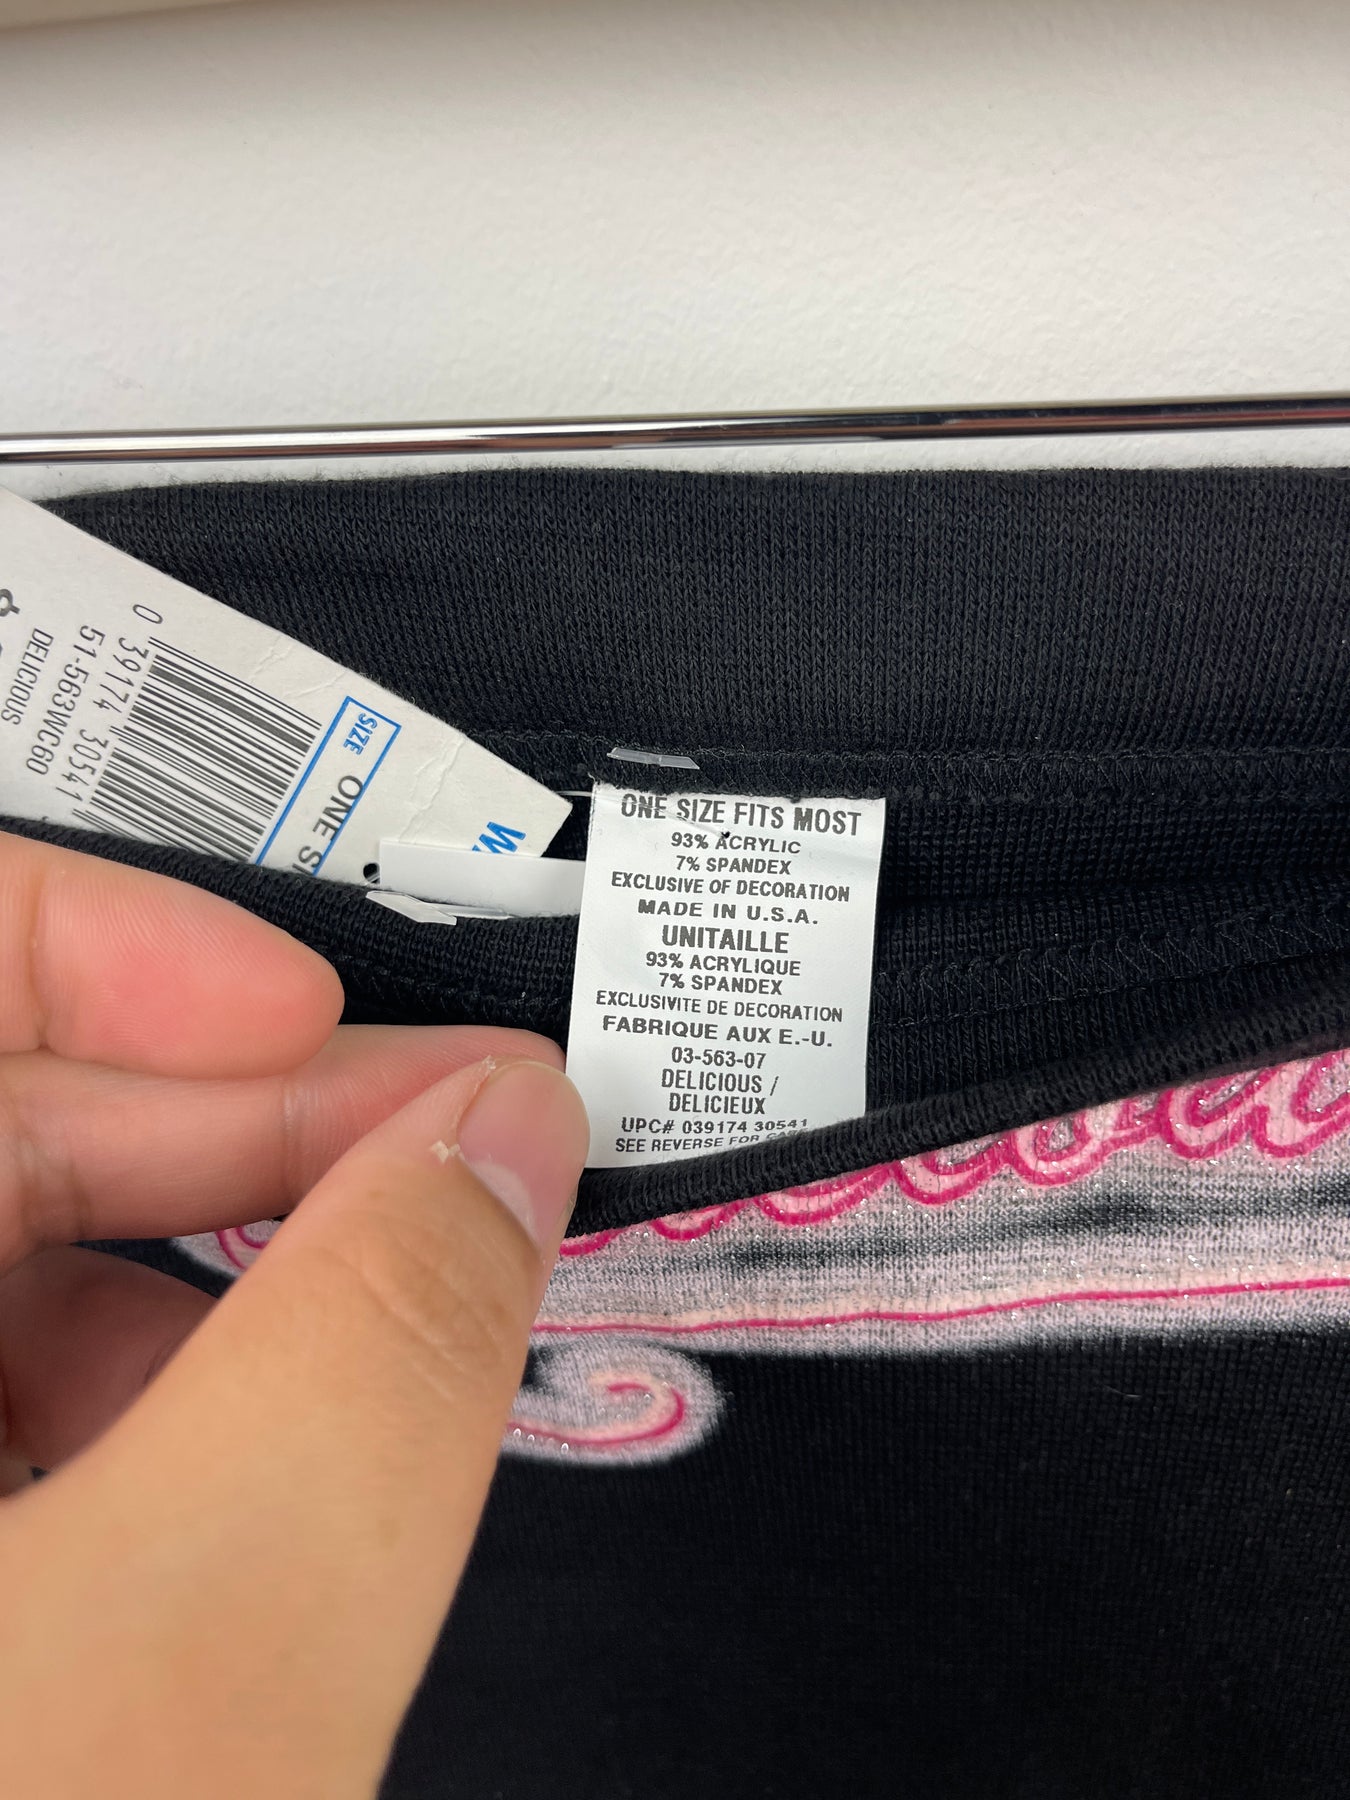 ONE SIZE FITS MOST
93% ACRYLIC
7% SPANDEX
EXCLUSIVE OF DECORATION
MADE IN U.S.A.
UNITAILLE
93% ACRYLIQUE
7% SPANDEX
EXCLUSIVITE DE DECORATION
FABRIQUE AUX E.-U.
03-563-07
DELICIOUS /
DELICIEUX
UPC# 039174 30541
SEE REVERSE FOR CARE
DELICIOUS
51-563WC60
0 39174 30541
SIZE
ONE